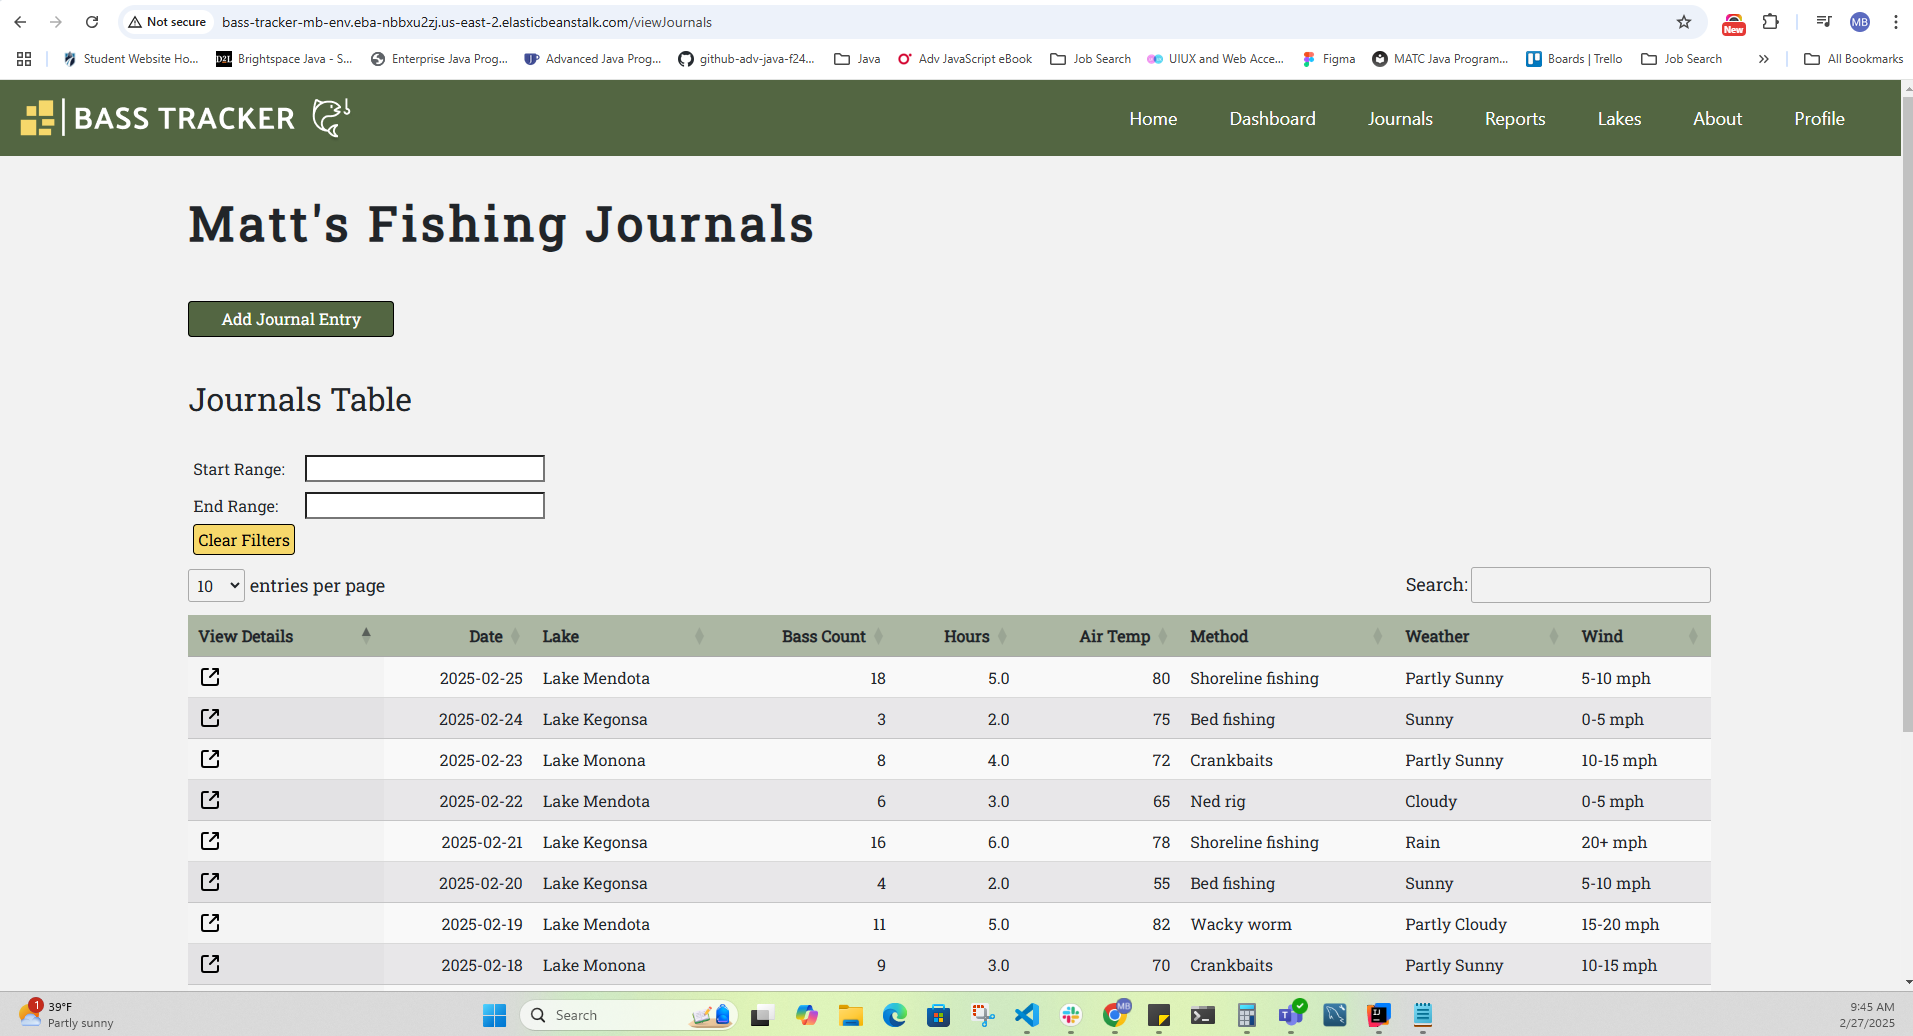 Not secure bass-tracker-mb-env.eba-nbbxu2zj.us-east-2.elasticbeanstalk.com/viewJournals New MB
Student Website Ho... D2L Brightspace Java - S... Enterprise Java Prog... Advanced Java Prog... github-adv-java-f24... Java Adv JavaScript eBook Job Search UIUX and Web Acce... Figma MATC Java Program... Boards | Trello Job Search » All Bookmarks
BASS TRACKER Home Dashboard Journals Reports Lakes About Profile
Matt's Fishing Journals
Add Journal Entry
Journals Table
Start Range:
End Range:
Clear Filters
10 entries per page Search:
View Details Date Lake Bass Count Hours Air Temp Method Weather Wind
2025-02-25 Lake Mendota 18 5.0 80 Shoreline fishing Partly Sunny 5-10 mph
2025-02-24 Lake Kegonsa 3 2.0 75 Bed fishing Sunny 0-5 mph
2025-02-23 Lake Monona 8 4.0 72 Crankbaits Partly Sunny 10-15 mph
2025-02-22 Lake Mendota 6 3.0 65 Ned rig Cloudy 0-5 mph
2025-02-21 Lake Kegonsa 16 6.0 78 Shoreline fishing Rain 20+ mph
2025-02-20 Lake Kegonsa 4 2.0 55 Bed fishing Sunny 5-10 mph
2025-02-19 Lake Mendota 11 5.0 82 Wacky worm Partly Cloudy 15-20 mph
2025-02-18 Lake Monona 9 3.0 70 Crankbaits Partly Sunny 10-15 mph
1 39°F Search MB 9:45 AM
Partly sunny 2/27/2025